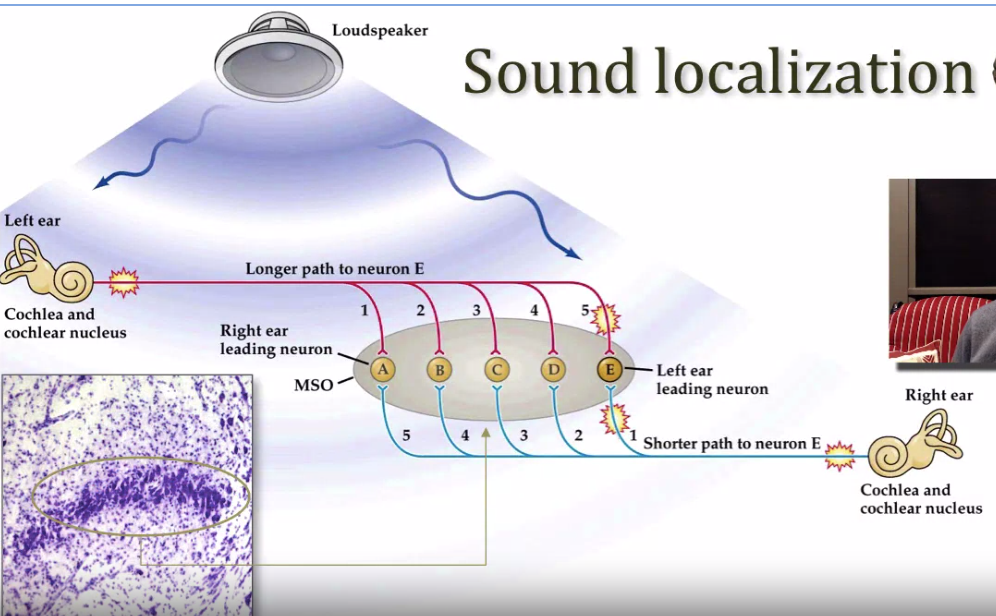 Loudspeaker
Sound localization
Left ear
Longer path to neuron E
Cochlea and
cochlear nucleus
1
2
3
4
5
Right ear
leading neuron
MSO
A
B
C
D
E
Left ear
leading neuron
Right ear
5
4
3
2
1
Shorter path to neuron E
Cochlea and
cochlear nucleus